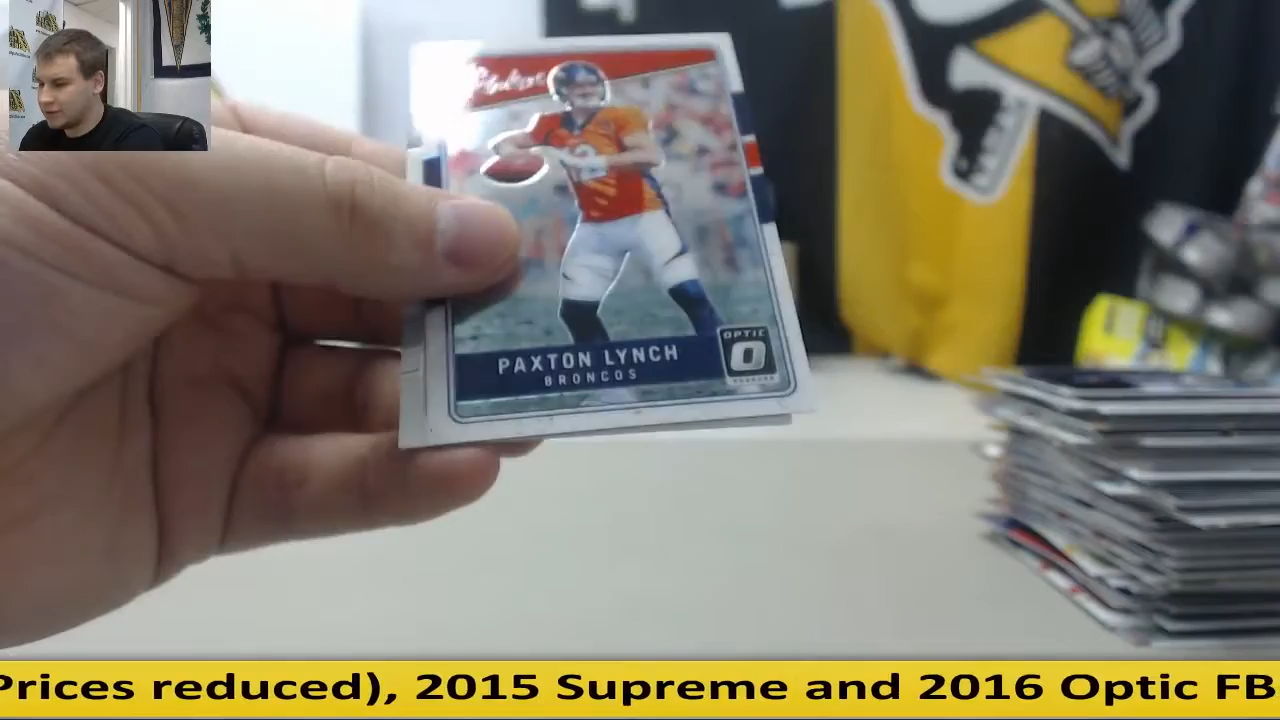 PAXTON LYNCH
BRONCOS
OPTIC
Prices reduced), 2015 Supreme and 2016 Optic FB